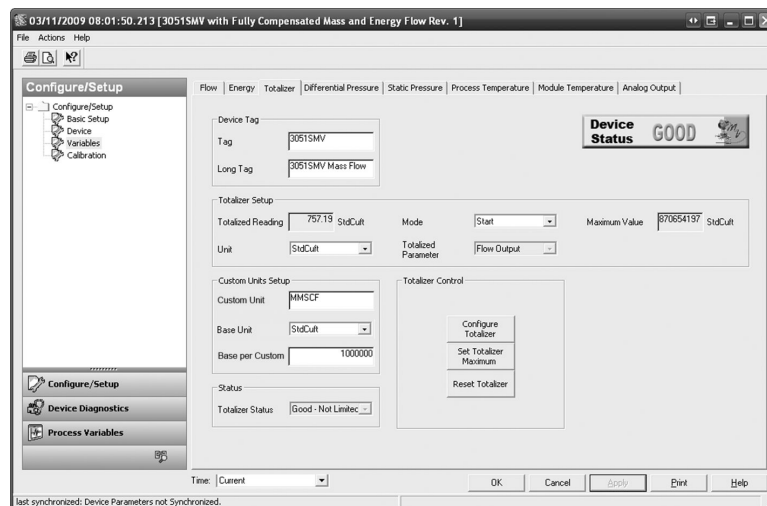 03/11/2009 08:01:50.213 [3051SMV with Fully Compensated Mass and Energy Flow Rev. 1]
File Actions Help
Configure/Setup
Configure/Setup
Basic Setup
Device
Variables
Calibration
Configure/Setup
Device Diagnostics
Process Variables
Flow Energy Totalizer Differential Pressure Static Pressure Process Temperature Module Temperature Analog Output
Device Tag
Tag 3051SMV
Long Tag 3051SMV Mass Flow
Device Status GOOD
Totalizer Setup
Totalized Reading 757.19 StdCuft Mode Start Maximum Value 870654197 StdCuft
Unit StdCuft Totalized Parameter Flow Output
Custom Units Setup
Custom Unit MMSCF
Base Unit StdCuft
Base per Custom 1000000
Totalizer Control
Configure Totalizer
Set Totalizer Maximum
Reset Totalizer
Status
Totalizer Status Good - Not Limitec
Time: Current
OK Cancel Apply Print Help
last synchronized: Device Parameters not Synchronized.